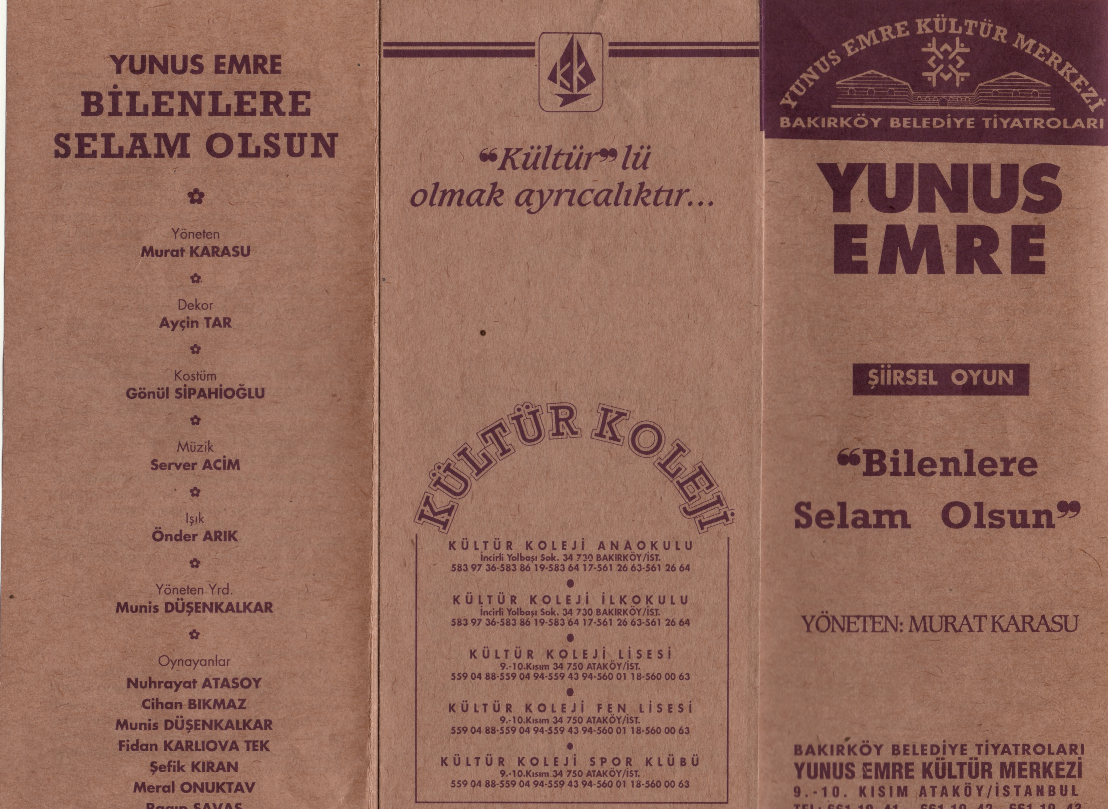 YUNUS EMRE
BİLENLERE
SELAM OLSUN
Yöneten
Murat KARASU
Dekor
Ayçin TAR
Kostüm
Gönül SİPAHİOĞLU
Müzik
Server ACİM
Işık
Önder ARIK
Yöneten Yrd.
Munis DÜŞENKALKAR
Oynayanlar
Nuhrayat ATASOY
Cihan BIKMAZ
Munis DÜŞENKALKAR
Fidan KARLIOVA TEK
Şefik KIRAN
Meral ONUKTAV
SAVAŞ
KK
“Kültür”lü
olmak ayrıcalıktır...
KÜLTÜR KOLEJİ
KÜLTÜR KOLEJİ ANAOKULU
İncirli Yolbaşı Sok. 34 730 BAKIRKÖY/İST.
583 97 36-583 86 19-583 64 17-561 26 63-561 26 64
KÜLTÜR KOLEJİ İLKOKULU
İncirli Yolbaşı Sok. 34 730 BAKIRKÖY/İST.
583 97 36-583 86 19-583 64 17-561 26 63-561 26 64
KÜLTÜR KOLEJİ LİSESİ
9.-10.Kısım 34 750 ATAKÖY/İST.
559 04 88-559 04 94-559 43 94-560 01 18-560 00 63
KÜLTÜR KOLEJİ FEN LİSESİ
9.-10.Kısım 34 750 ATAKÖY/İST.
559 04 88-559 04 94-559 43 94-560 01 18-560 00 63
KÜLTÜR KOLEJİ SPOR KLÜBÜ
9.-10.Kısım 34 750 ATAKÖY/İST.
559 04 88-559 04 94-559 43 94-560 01 18-560 00 63
YUNUS EMRE KÜLTÜR MERKEZİ
BAKIRKÖY BELEDİYE TİYATROLARI
YUNUS
EMRE
ŞİİRSEL OYUN
“Bilenlere
Selam Olsun”
YÖNETEN: MURAT KARASU
BAKIRKÖY BELEDİYE TİYATROLARI
YUNUS EMRE KÜLTÜR MERKEZİ
9.-10. KISIM ATAKÖY/İSTANBUL